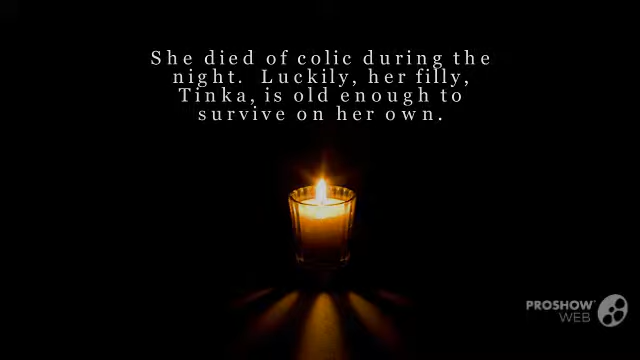 She died of colic during the
night. Luckily, her filly,
Tinka, is old enough to
survive on her own.
PROSHOW
WEB